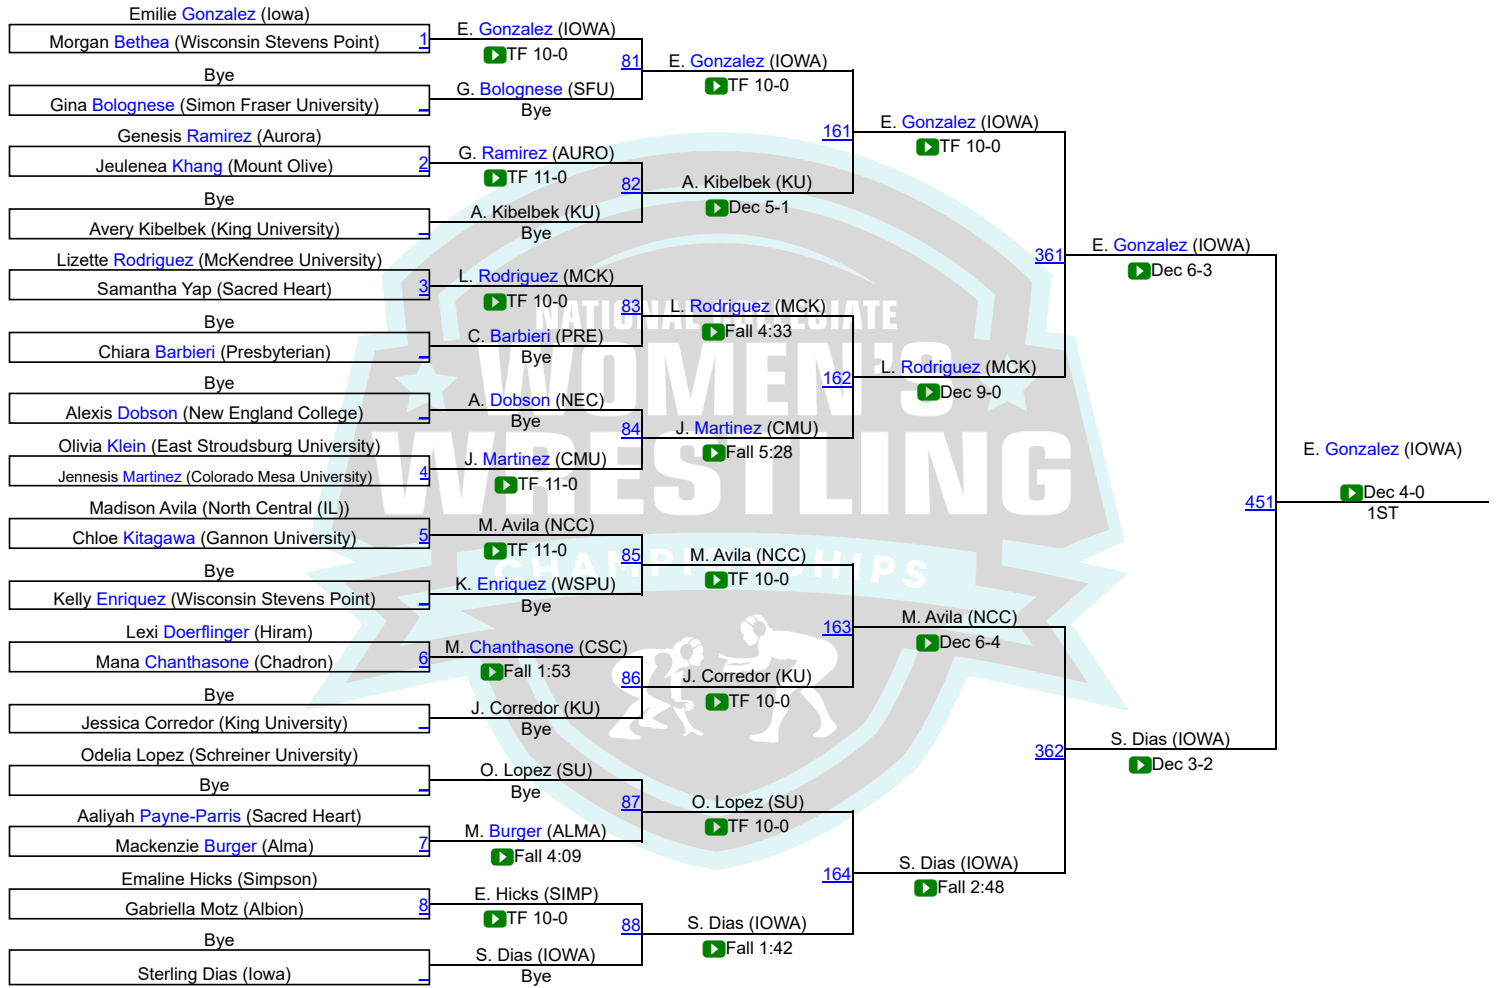 Emilie Gonzalez (Iowa)
Morgan Bethea (Wisconsin Stevens Point) 1
Bye
Gina Bolognese (Simon Fraser University)
Genesis Ramirez (Aurora)
Jeulenea Khang (Mount Olive) 2
Bye
Avery Kibelbek (King University)
Lizette Rodriguez (McKendree University)
Samantha Yap (Sacred Heart) 3
Bye
Chiara Barbieri (Presbyterian)
Bye
Alexis Dobson (New England College)
Olivia Klein (East Stroudsburg University)
Jennesis Martinez (Colorado Mesa University) 4
Madison Avila (North Central (IL))
Chloe Kitagawa (Gannon University) 5
Bye
Kelly Enriquez (Wisconsin Stevens Point)
Lexi Doerflinger (Hiram)
Mana Chanthasone (Chadron) 6
Bye
Jessica Corredor (King University)
Odelia Lopez (Schreiner University)
Bye
Aaliyah Payne-Parris (Sacred Heart)
Mackenzie Burger (Alma) 7
Emaline Hicks (Simpson)
Gabriella Motz (Albion) 8
Bye
Sterling Dias (Iowa)
E. Gonzalez (IOWA)
TF 10-0
81
G. Bolognese (SFU)
Bye
G. Ramirez (AURO)
TF 11-0
82
A. Kibelbek (KU)
Bye
L. Rodriguez (MCK)
TF 10-0
83
C. Barbieri (PRE)
Bye
A. Dobson (NEC)
Bye
84
J. Martinez (CMU)
TF 11-0
M. Avila (NCC)
TF 11-0
85
K. Enriquez (WSPU)
Bye
M. Chanthasone (CSC)
Fall 1:53
86
J. Corredor (KU)
Bye
O. Lopez (SU)
Bye
87
M. Burger (ALMA)
Fall 4:09
E. Hicks (SIMP)
TF 10-0
88
S. Dias (IOWA)
Bye
E. Gonzalez (IOWA)
TF 10-0
161
A. Kibelbek (KU)
Dec 5-1
L. Rodriguez (MCK)
Fall 4:33
162
J. Martinez (CMU)
Fall 5:28
M. Avila (NCC)
TF 10-0
163
J. Corredor (KU)
TF 10-0
O. Lopez (SU)
TF 10-0
164
S. Dias (IOWA)
Fall 1:42
E. Gonzalez (IOWA)
TF 10-0
361
L. Rodriguez (MCK)
Dec 9-0
M. Avila (NCC)
Dec 6-4
362
S. Dias (IOWA)
Fall 2:48
E. Gonzalez (IOWA)
Dec 6-3
451
S. Dias (IOWA)
Dec 3-2
E. Gonzalez (IOWA)
Dec 4-0
1ST
NATIONAL COLLEGIATE
WOMEN'S
WRESTLING
CHAMPIONSHIPS